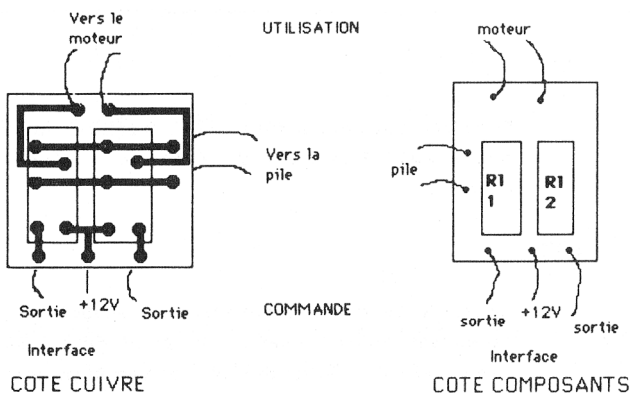 Vers le
moteur
UTILISATION
moteur
Vers la
pile
pile
R1
1
R1
2
Sortie
+12V
Sortie
COMMANDE
sortie
+12V
sortie
Interface
Interface
COTE CUIVRE
COTE COMPOSANTS